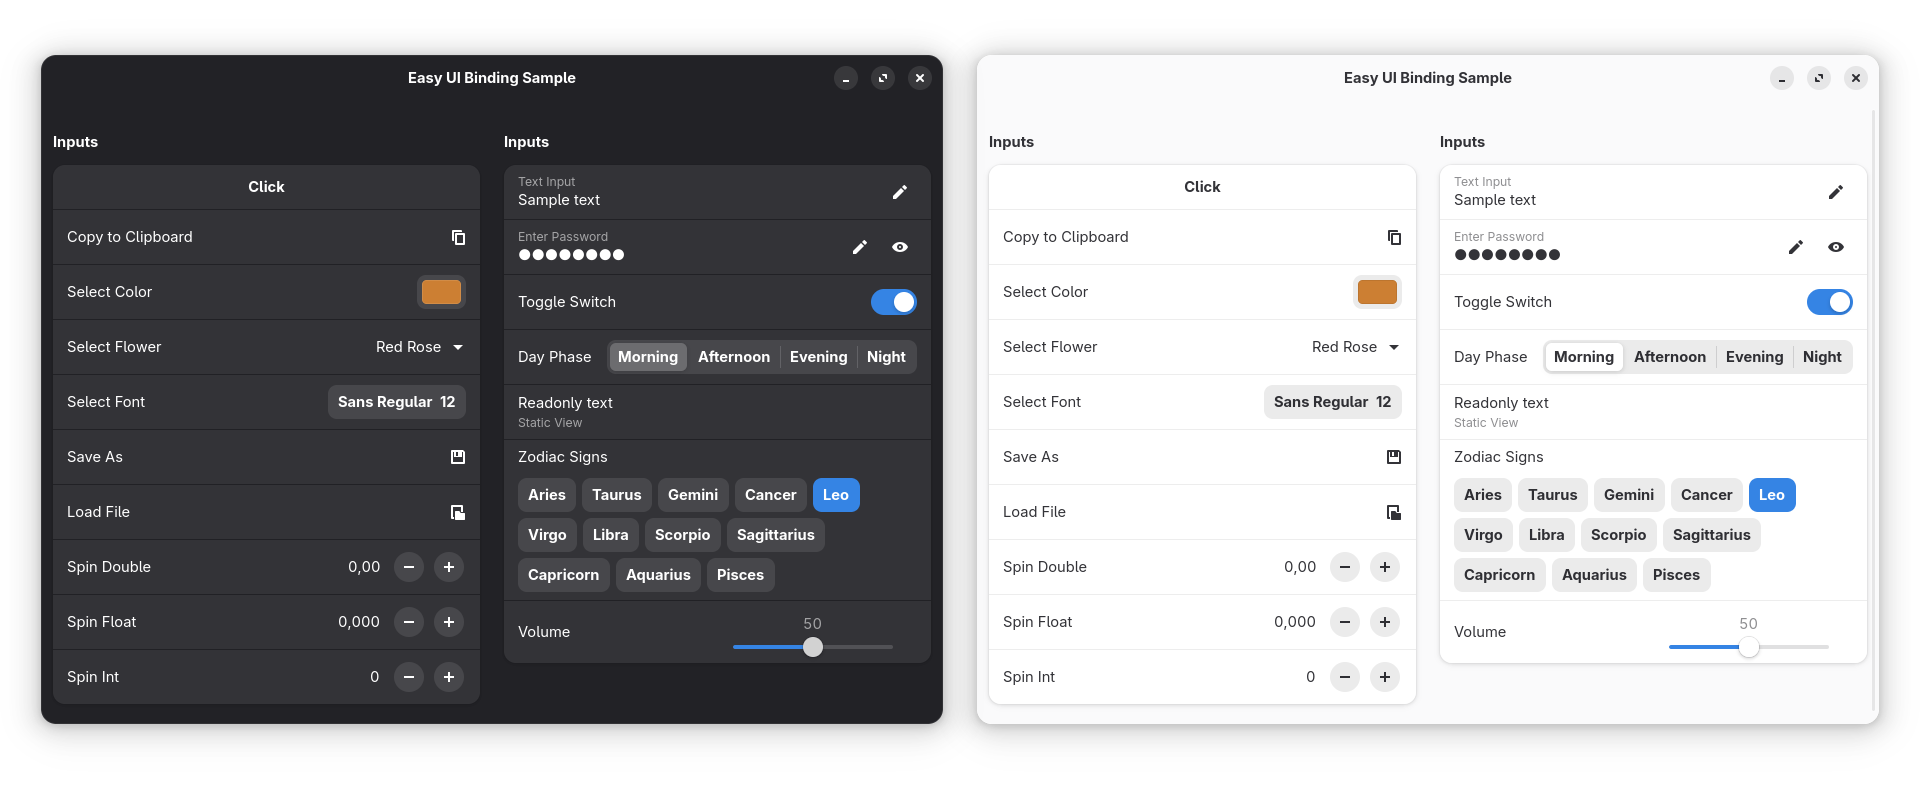 Easy UI Binding Sample
Inputs
Click
Copy to Clipboard
Select Color
Select Flower Red Rose
Select Font Sans Regular 12
Save As
Load File
Spin Double 0,00
Spin Float 0,000
Spin Int 0
Inputs
Text Input
Sample text
Enter Password
Toggle Switch
Day Phase Morning Afternoon Evening Night
Readonly text
Static View
Zodiac Signs
Aries Taurus Gemini Cancer Leo
Virgo Libra Scorpio Sagittarius
Capricorn Aquarius Pisces
50
Volume
Easy UI Binding Sample
Inputs
Click
Copy to Clipboard
Select Color
Select Flower Red Rose
Select Font Sans Regular 12
Save As
Load File
Spin Double 0,00
Spin Float 0,000
Spin Int 0
Inputs
Text Input
Sample text
Enter Password
Toggle Switch
Day Phase Morning Afternoon Evening Night
Readonly text
Static View
Zodiac Signs
Aries Taurus Gemini Cancer Leo
Virgo Libra Scorpio Sagittarius
Capricorn Aquarius Pisces
50
Volume